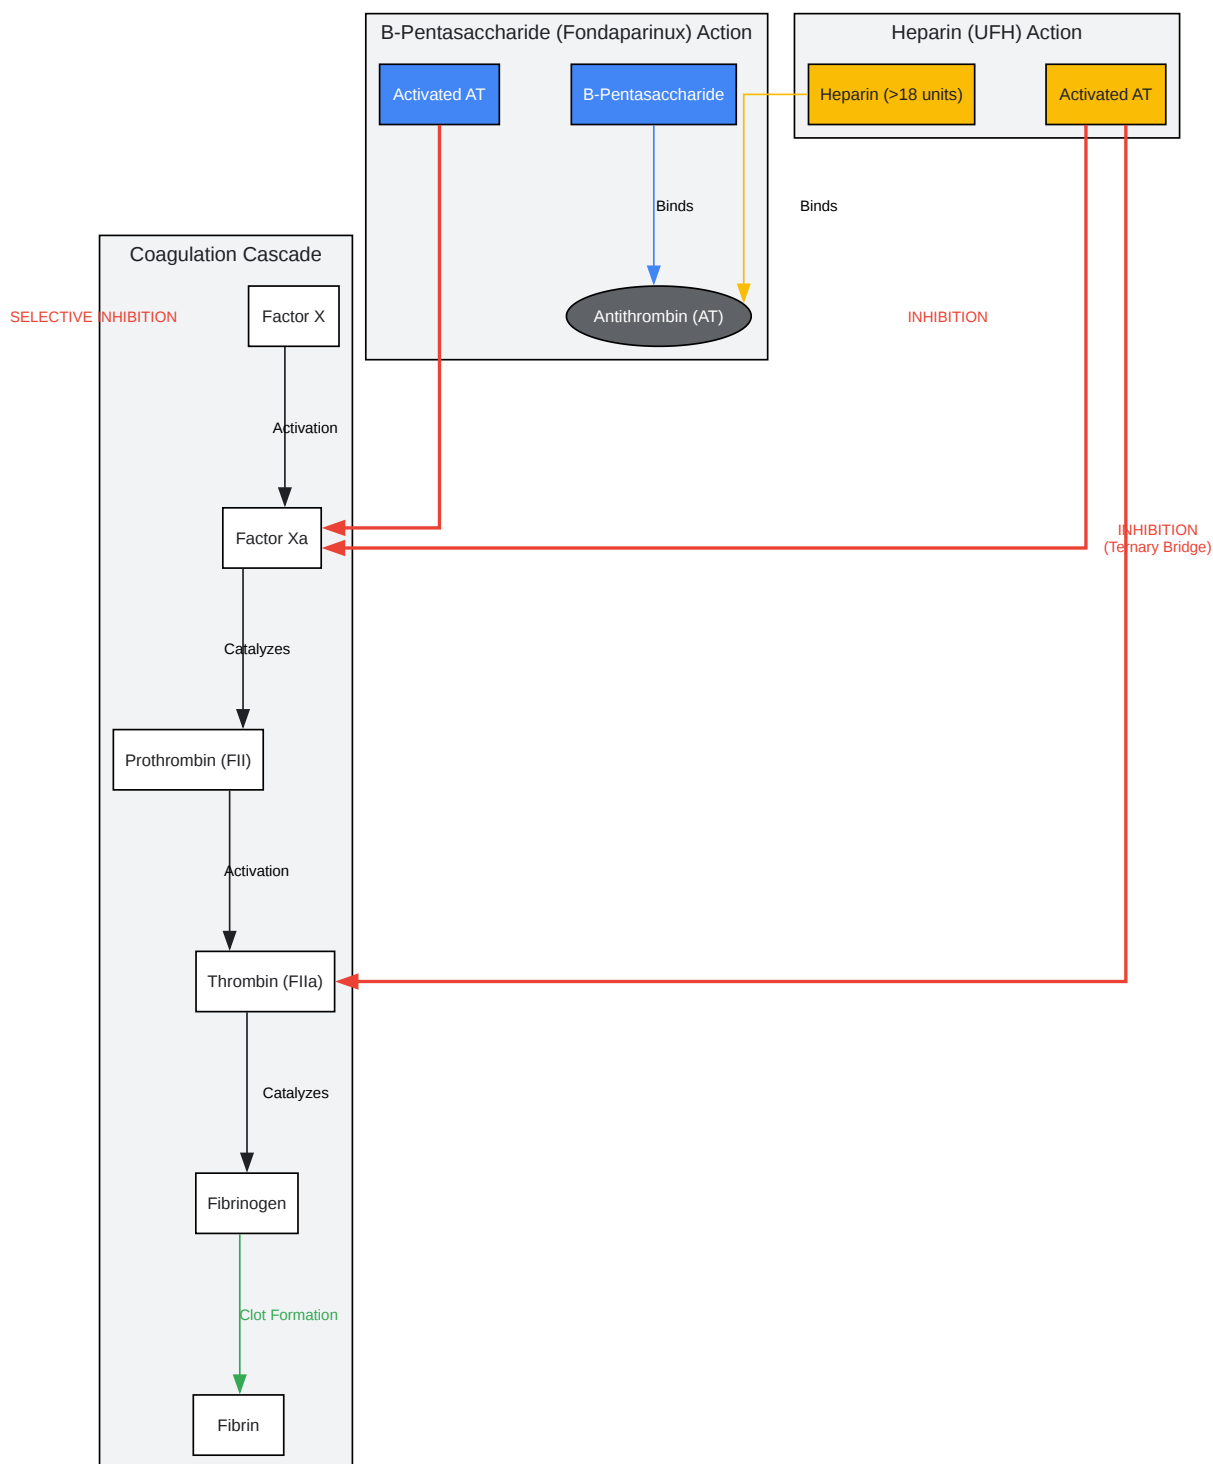 B-Pentasaccharide (Fondaparinux) Action
Heparin (UFH) Action
Activated AT
B-Pentasaccharide
Heparin (>18 units)
Activated AT
Binds
Binds
Coagulation Cascade
SELECTIVE INHIBITION
Factor X
Antithrombin (AT)
INHIBITION
Activation
Factor Xa
INHIBITION
(Ternary Bridge)
Catalyzes
Prothrombin (FII)
Activation
Thrombin (FIIa)
Catalyzes
Fibrinogen
Clot Formation
Fibrin